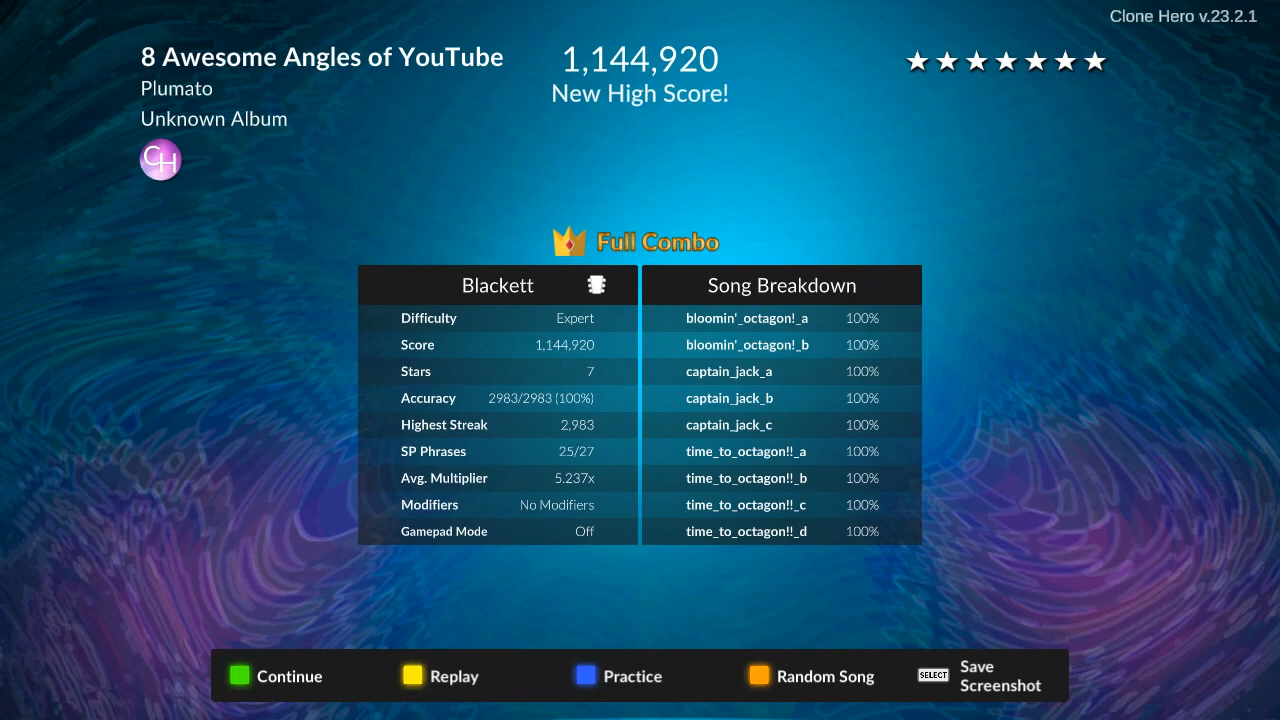 Clone Hero v.23.2.1
8 Awesome Angles of YouTube
Plumato
Unknown Album
CH
1,144,920
New High Score!
Full Combo
Blackett
Difficulty Expert
Score 1,144,920
Stars 7
Accuracy 2983/2983 (100%)
Highest Streak 2,983
SP Phrases 25/27
Avg. Multiplier 5.237x
Modifiers No Modifiers
Gamepad Mode Off
Song Breakdown
bloomin'_octagon!_a 100%
bloomin'_octagon!_b 100%
captain_jack_a 100%
captain_jack_b 100%
captain_jack_c 100%
time_to_octagon!!_a 100%
time_to_octagon!!_b 100%
time_to_octagon!!_c 100%
time_to_octagon!!_d 100%
Continue
Replay
Practice
Random Song
SELECT
Save
Screenshot